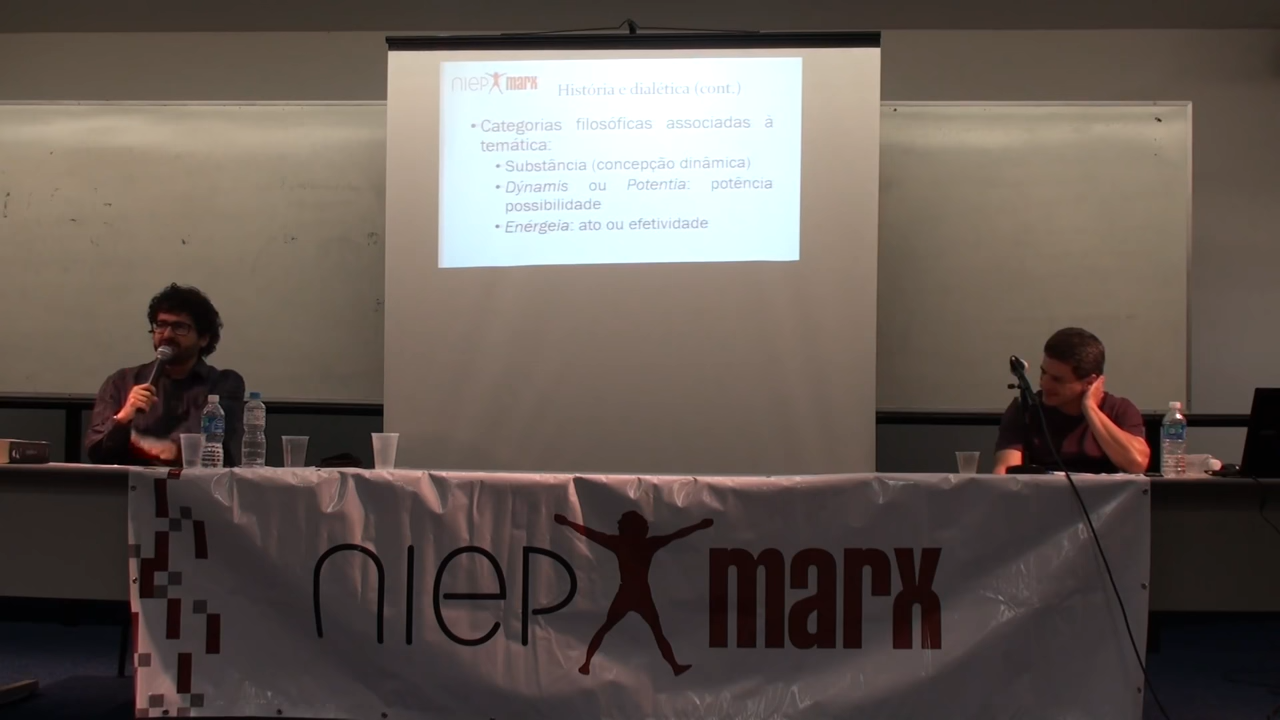 niep marx
História e dialética (cont.)
• Categorias filosóficas associadas à
temática:
• Substância (concepção dinâmica)
• Dýnamis ou Potentia: potência
possibilidade
• Enérgeia: ato ou efetividade
niep marx